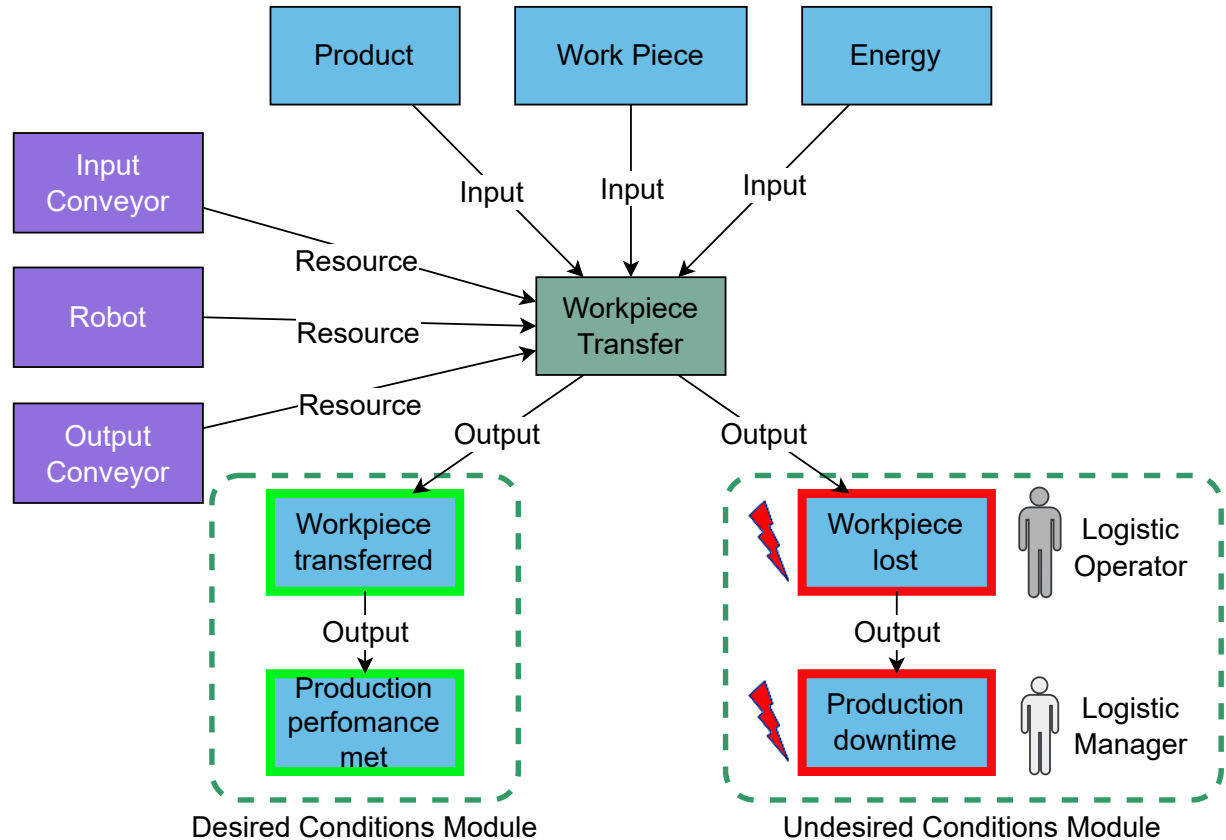 Product
Work Piece
Energy
Input
Conveyor
Input
Input
Input
Resource
Robot
Resource
Workpiece
Transfer
Resource
Output
Conveyor
Output
Output
Workpiece
transferred
Workpiece
lost
Logistic
Operator
Output
Output
Production
perfomance
met
Production
downtime
Logistic
Manager
Desired Conditions Module
Undesired Conditions Module